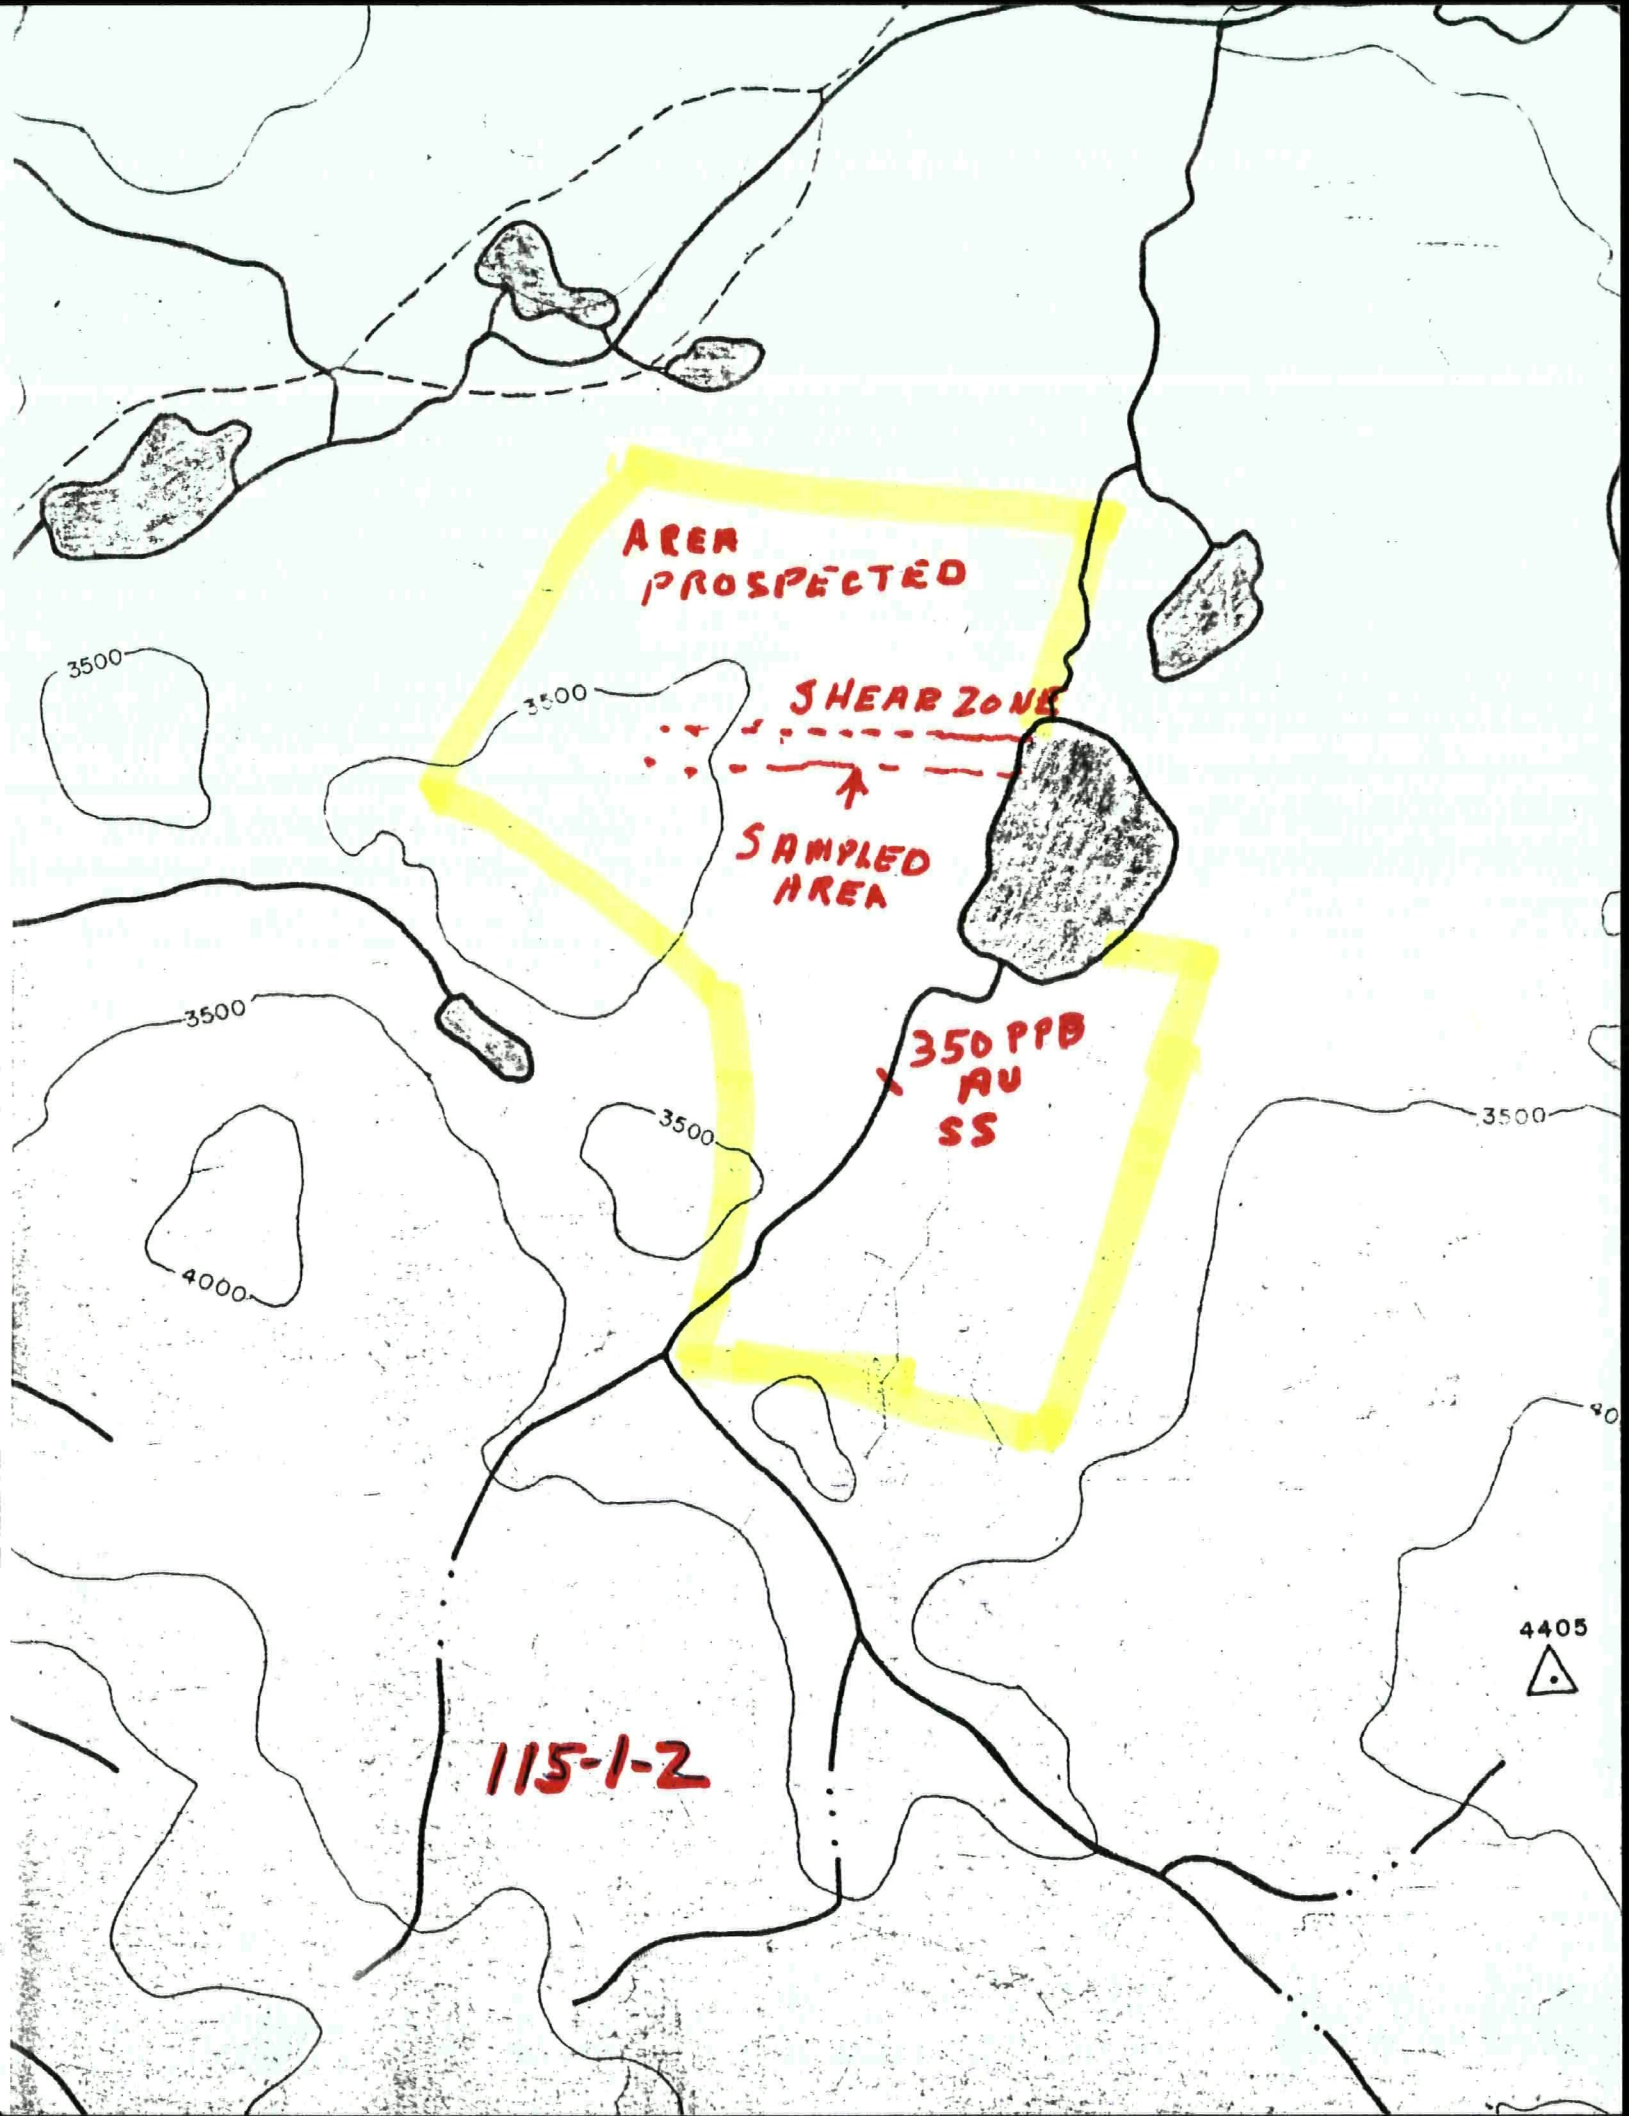 AREA
PROSPECTED
3500
3500
SHEAR ZONE
SAMPLED
AREA
3500
350 PPB
AU
SS
3500
3500
4000
4405
115-1-2